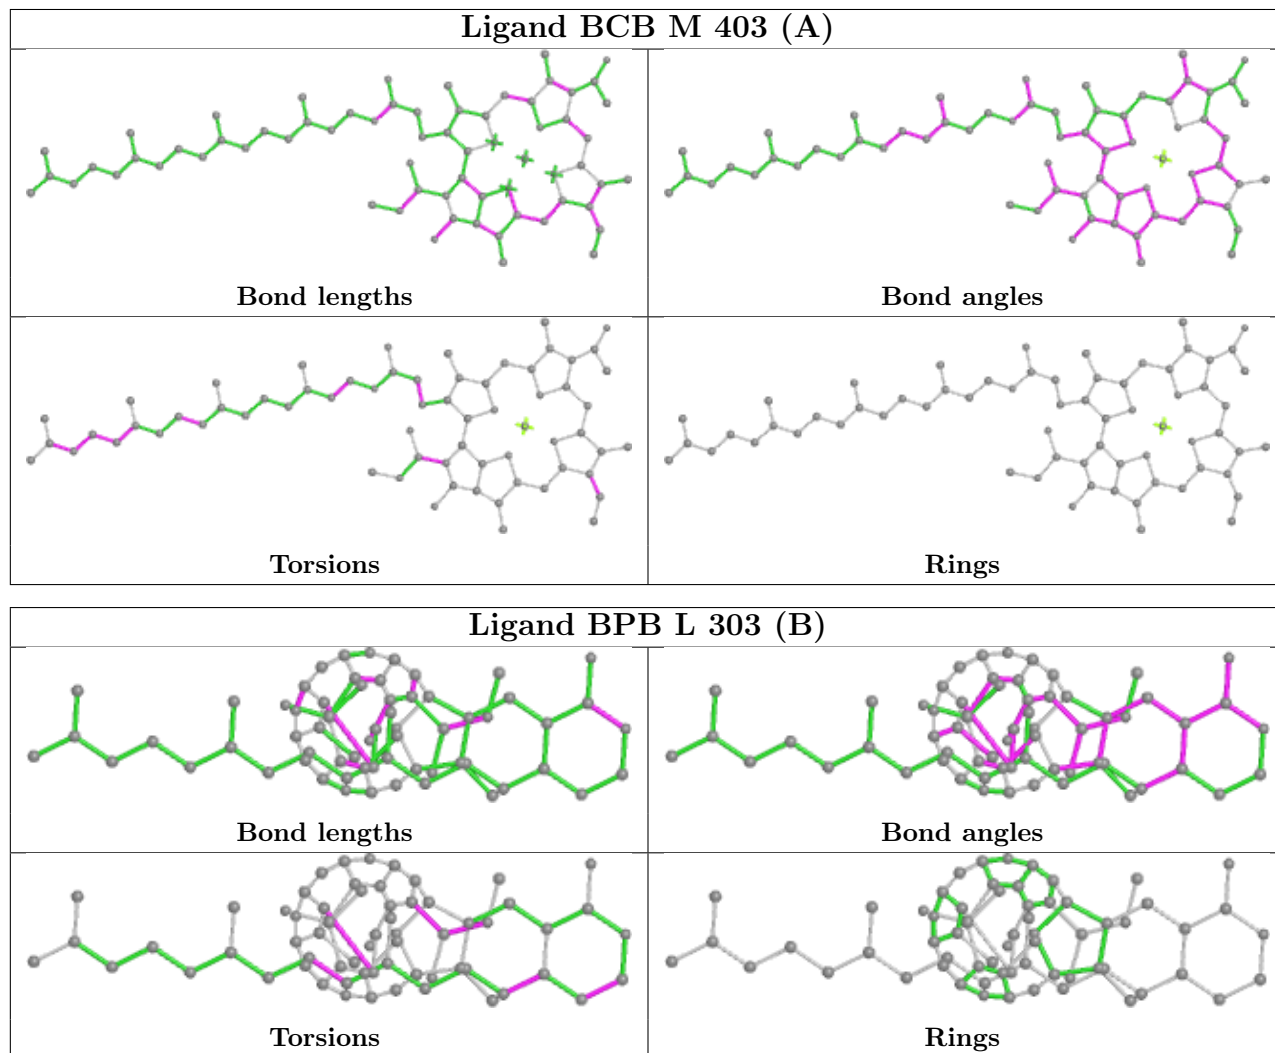 Ligand BCB M 403 (A)
Bond lengths
Bond angles
Torsions
Rings
Ligand BPB L 303 (B)
Bond lengths
Bond angles
Torsions
Rings